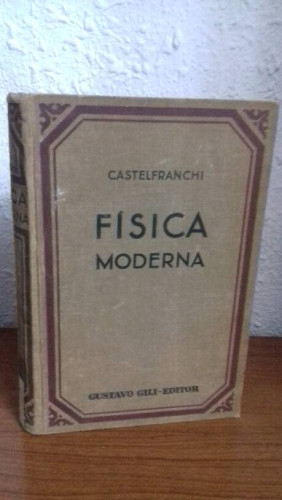 CASTELFRANCHI
FÍSICA
MODERNA
GUSTAVO GILI-EDITOR